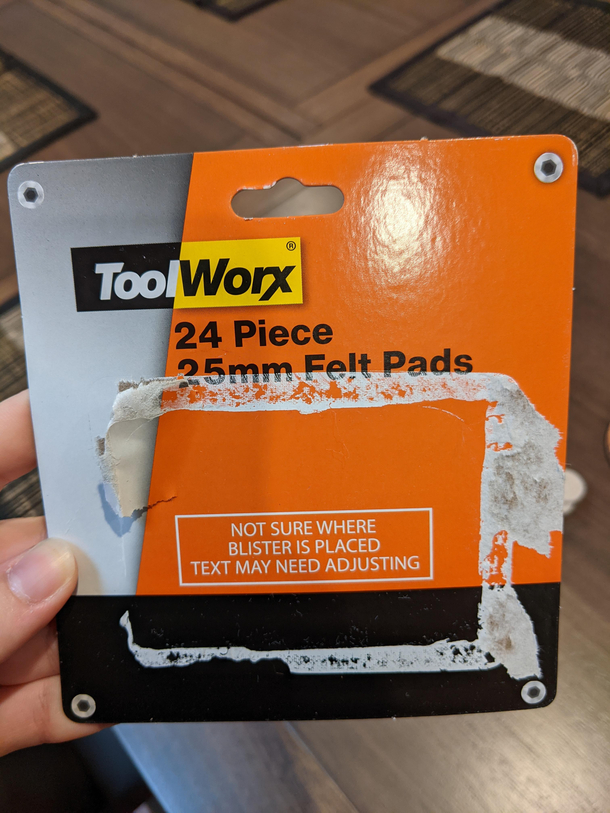 ToolWorx®
24 Piece
25mm Felt Pads
NOT SURE WHERE
BLISTER IS PLACED
TEXT MAY NEED ADJUSTING